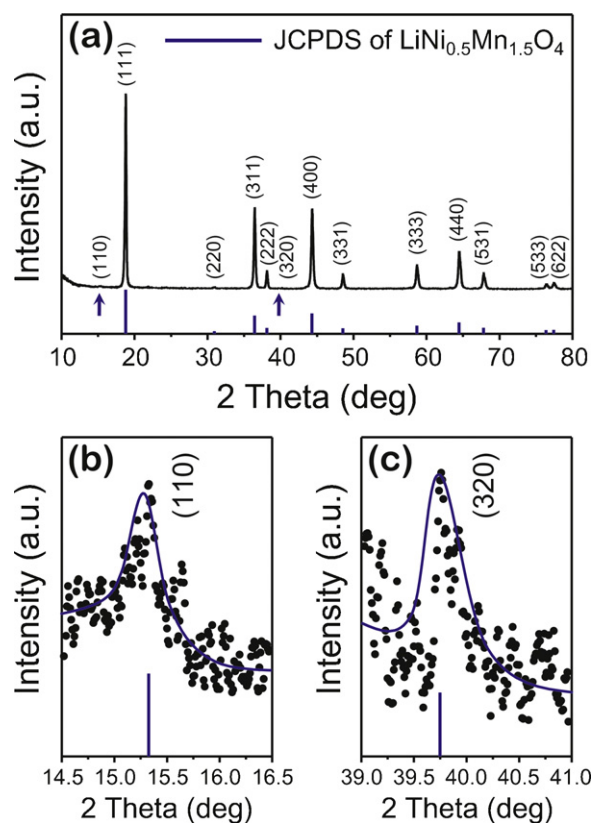 (a)
JCPDS of LiNi0.5Mn1.5O4
(111)
(110)
(220)
(311)
(222)
(320)
(400)
(331)
(333)
(440)
(531)
(533)
(622)
Intensity (a.u.)
10 20 30 40 50 60 70 80
2 Theta (deg)
(b)
(110)
Intensity (a.u.)
14.5 15.0 15.5 16.0 16.5
2 Theta (deg)
(c)
(320)
Intensity (a.u.)
39.0 39.5 40.0 40.5 41.0
2 Theta (deg)